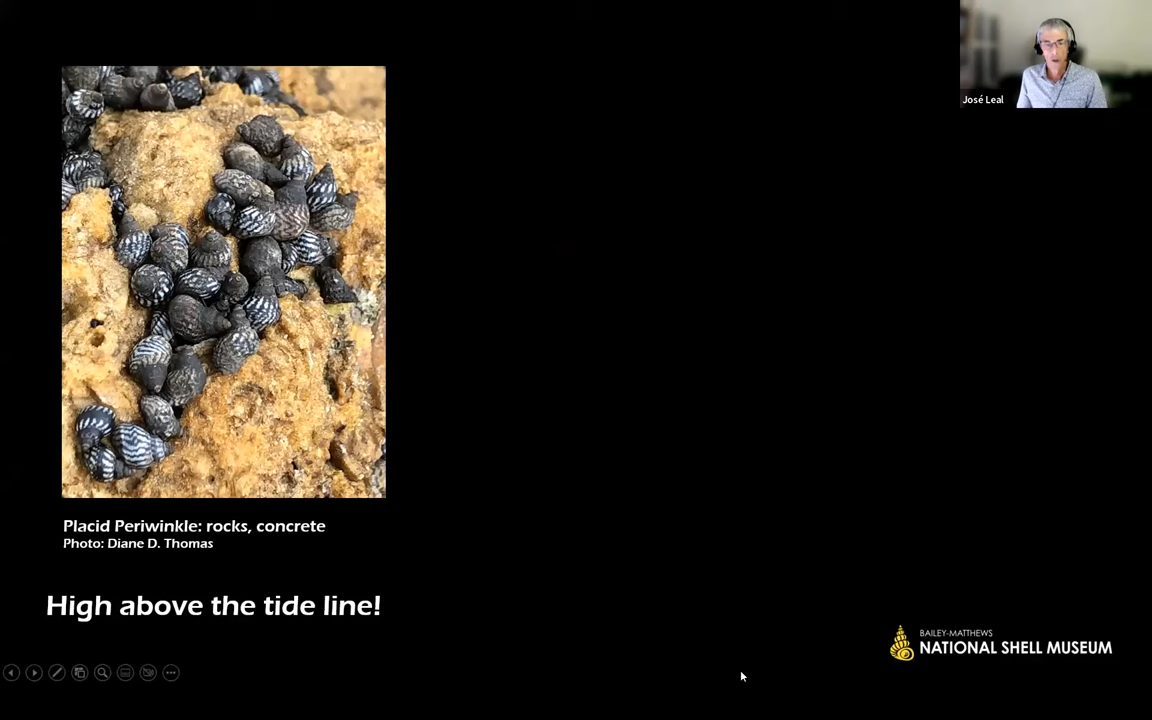 José Leal
Placid Periwinkle: rocks, concrete
Photo: Diane D. Thomas
High above the tide line!
BAILEY-MATTHEWS
NATIONAL SHELL MUSEUM